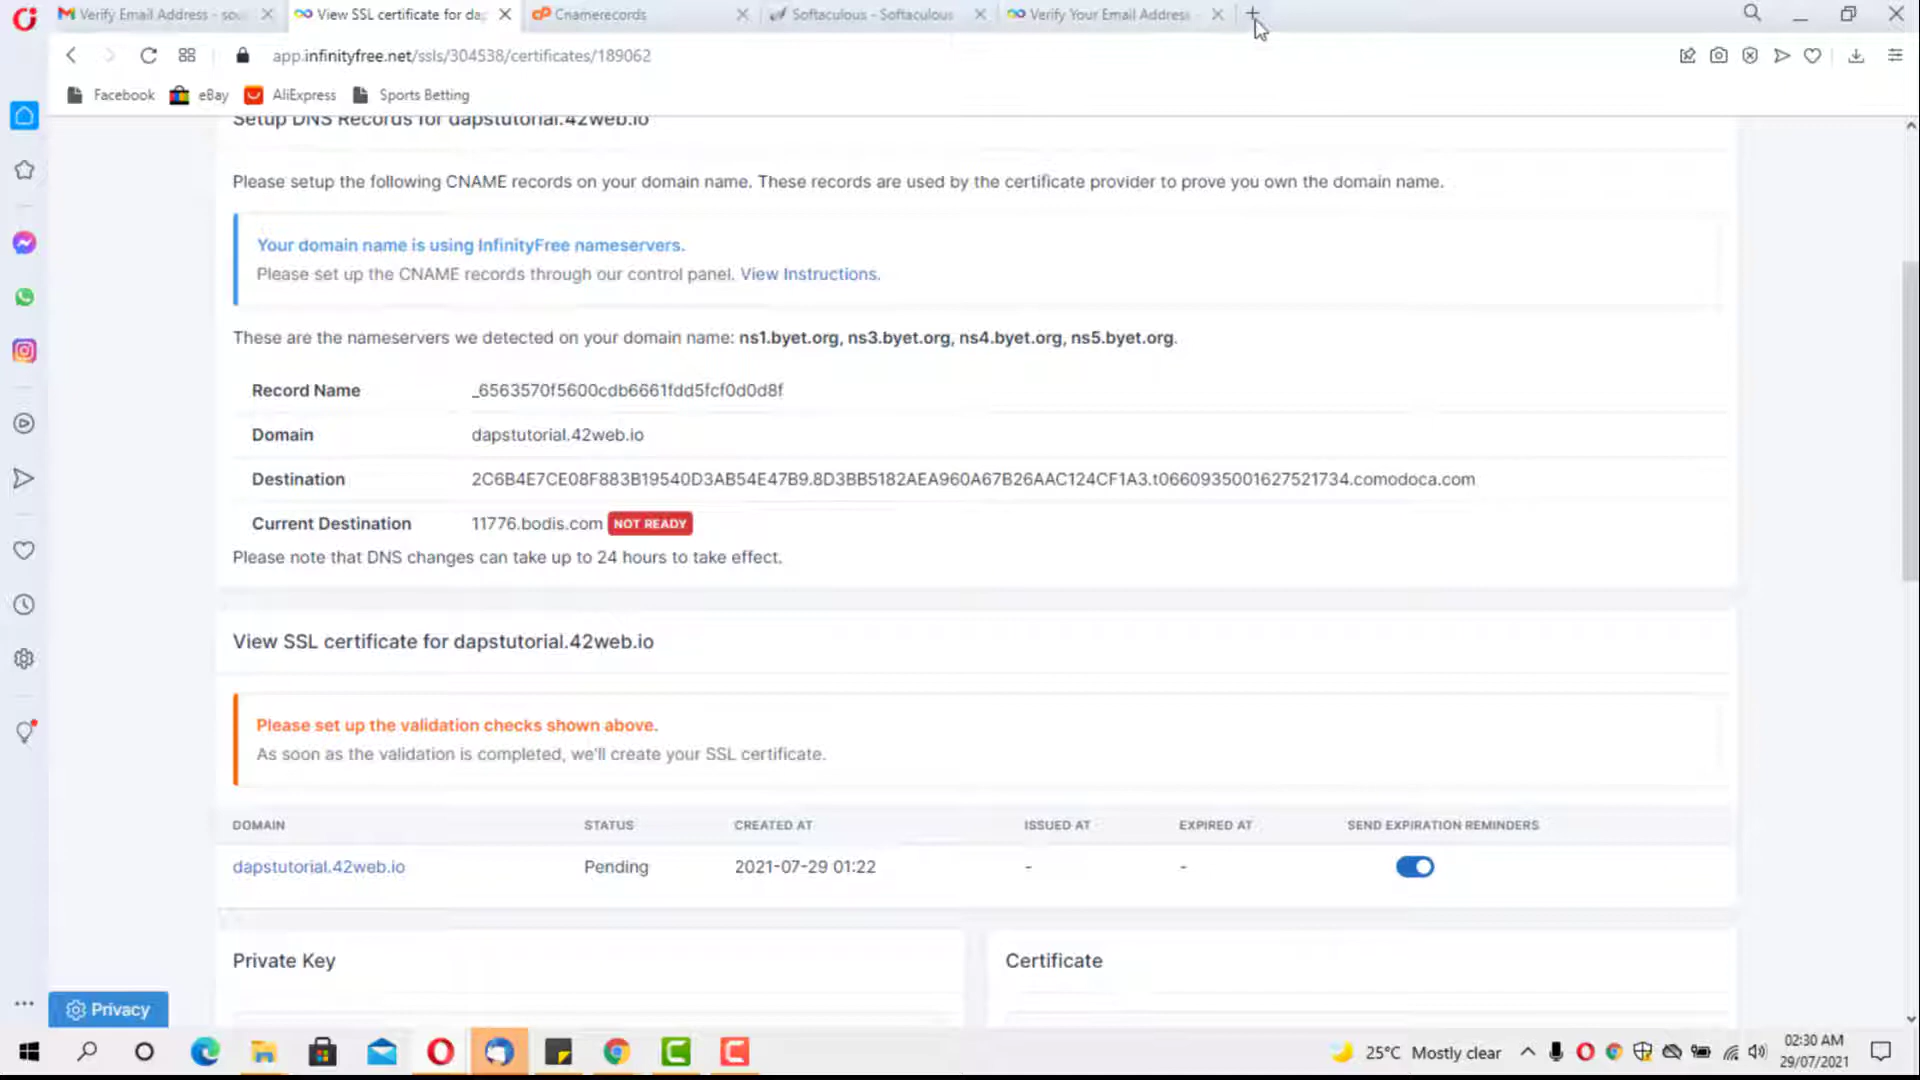 Verify Email Address - sou
View SSL certificate for da
Cnamerecords
Softaculous - Softaculous
Verify Your Email Address
app.infinityfree.net/ssls/304538/certificates/189062
Facebook
eBay
AliExpress
Sports Betting
Setup DNS Records for dapstutorial.42web.io
Please setup the following CNAME records on your domain name. These records are used by the certificate provider to prove you own the domain name.
Your domain name is using InfinityFree nameservers.
Please set up the CNAME records through our control panel. View Instructions.
These are the nameservers we detected on your domain name: ns1.byet.org, ns3.byet.org, ns4.byet.org, ns5.byet.org.
Record Name _6563570f5600cdb6661fdd5fcf0d0d8f
Domain dapstutorial.42web.io
Destination 2C6B4E7CE08F883B19540D3AB54E47B9.8D3BB5182AEA960A67B26AAC124CF1A3.t0660935001627521734.comodoca.com
Current Destination 11776.bodis.com NOT READY
Please note that DNS changes can take up to 24 hours to take effect.
View SSL certificate for dapstutorial.42web.io
Please set up the validation checks shown above.
As soon as the validation is completed, we'll create your SSL certificate.
DOMAIN STATUS CREATED AT ISSUED AT EXPIRED AT SEND EXPIRATION REMINDERS
dapstutorial.42web.io Pending 2021-07-29 01:22 - -
Private Key
Certificate
Privacy
25°C Mostly clear
02:30 AM
29/07/2021